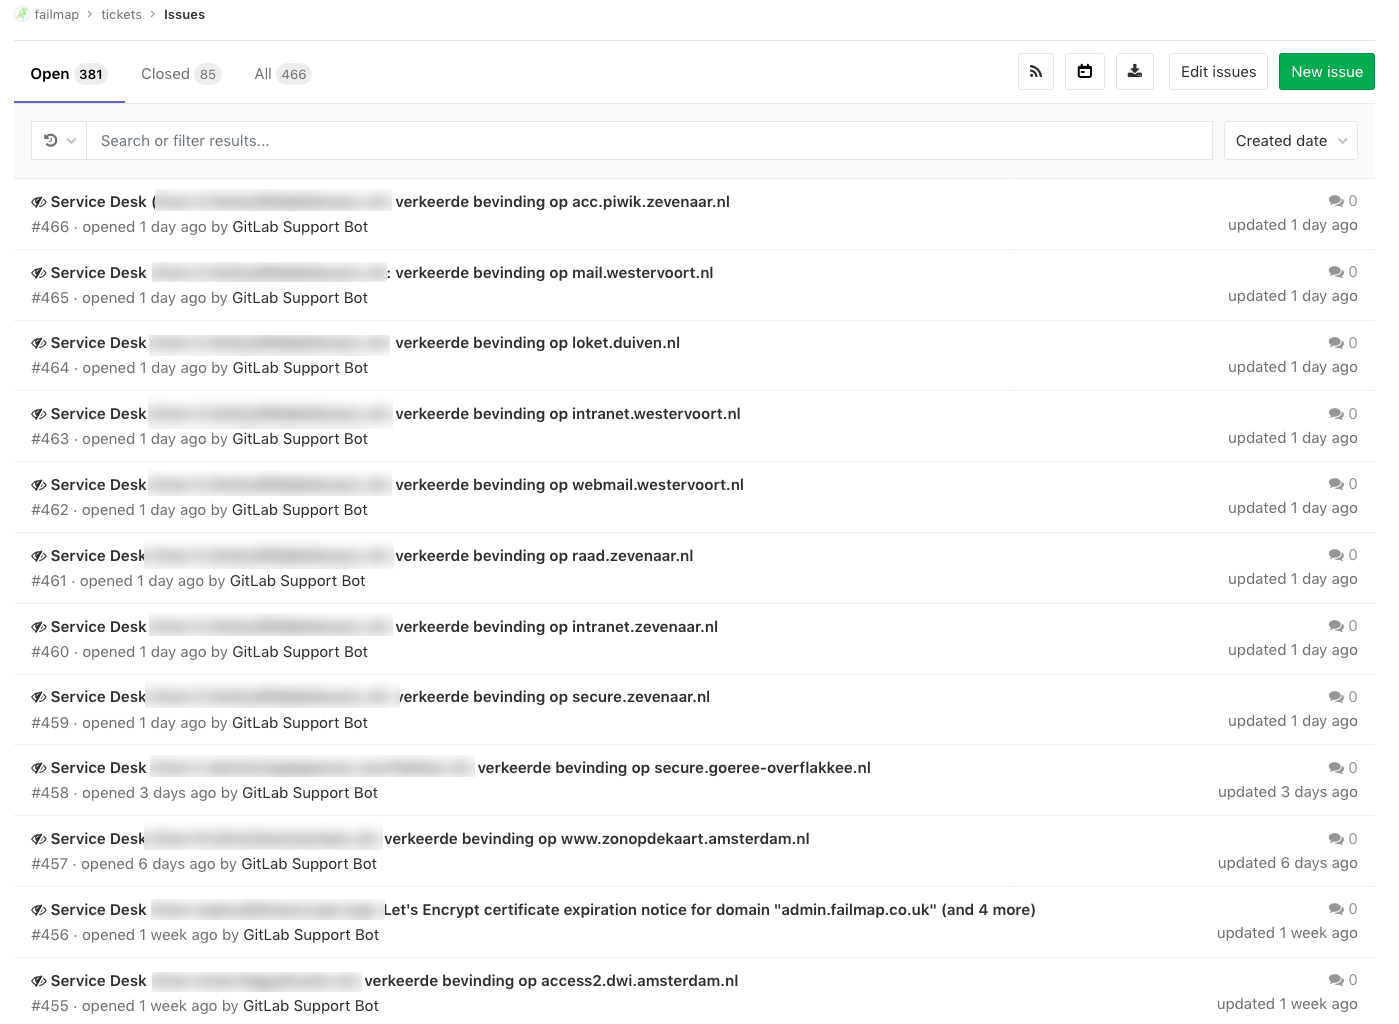 failmap > tickets > Issues
Open 381 Closed 85 All 466 Edit issues New issue
Search or filter results... Created date
Service Desk ( verkeerde bevinding op acc.piwik.zevenaar.nl 0
#466 · opened 1 day ago by GitLab Support Bot updated 1 day ago
Service Desk : verkeerde bevinding op mail.westervoort.nl 0
#465 · opened 1 day ago by GitLab Support Bot updated 1 day ago
Service Desk verkeerde bevinding op loket.duiven.nl 0
#464 · opened 1 day ago by GitLab Support Bot updated 1 day ago
Service Desk verkeerde bevinding op intranet.westervoort.nl 0
#463 · opened 1 day ago by GitLab Support Bot updated 1 day ago
Service Desk verkeerde bevinding op webmail.westervoort.nl 0
#462 · opened 1 day ago by GitLab Support Bot updated 1 day ago
Service Desk verkeerde bevinding op raad.zevenaar.nl 0
#461 · opened 1 day ago by GitLab Support Bot updated 1 day ago
Service Desk verkeerde bevinding op intranet.zevenaar.nl 0
#460 · opened 1 day ago by GitLab Support Bot updated 1 day ago
Service Desk verkeerde bevinding op secure.zevenaar.nl 0
#459 · opened 1 day ago by GitLab Support Bot updated 1 day ago
Service Desk verkeerde bevinding op secure.goeree-overflakkee.nl 0
#458 · opened 3 days ago by GitLab Support Bot updated 3 days ago
Service Desk verkeerde bevinding op www.zonopdekaart.amsterdam.nl 0
#457 · opened 6 days ago by GitLab Support Bot updated 6 days ago
Service Desk Let's Encrypt certificate expiration notice for domain "admin.failmap.co.uk" (and 4 more) 0
#456 · opened 1 week ago by GitLab Support Bot updated 1 week ago
Service Desk verkeerde bevinding op access2.dwi.amsterdam.nl 0
#455 · opened 1 week ago by GitLab Support Bot updated 1 week ago